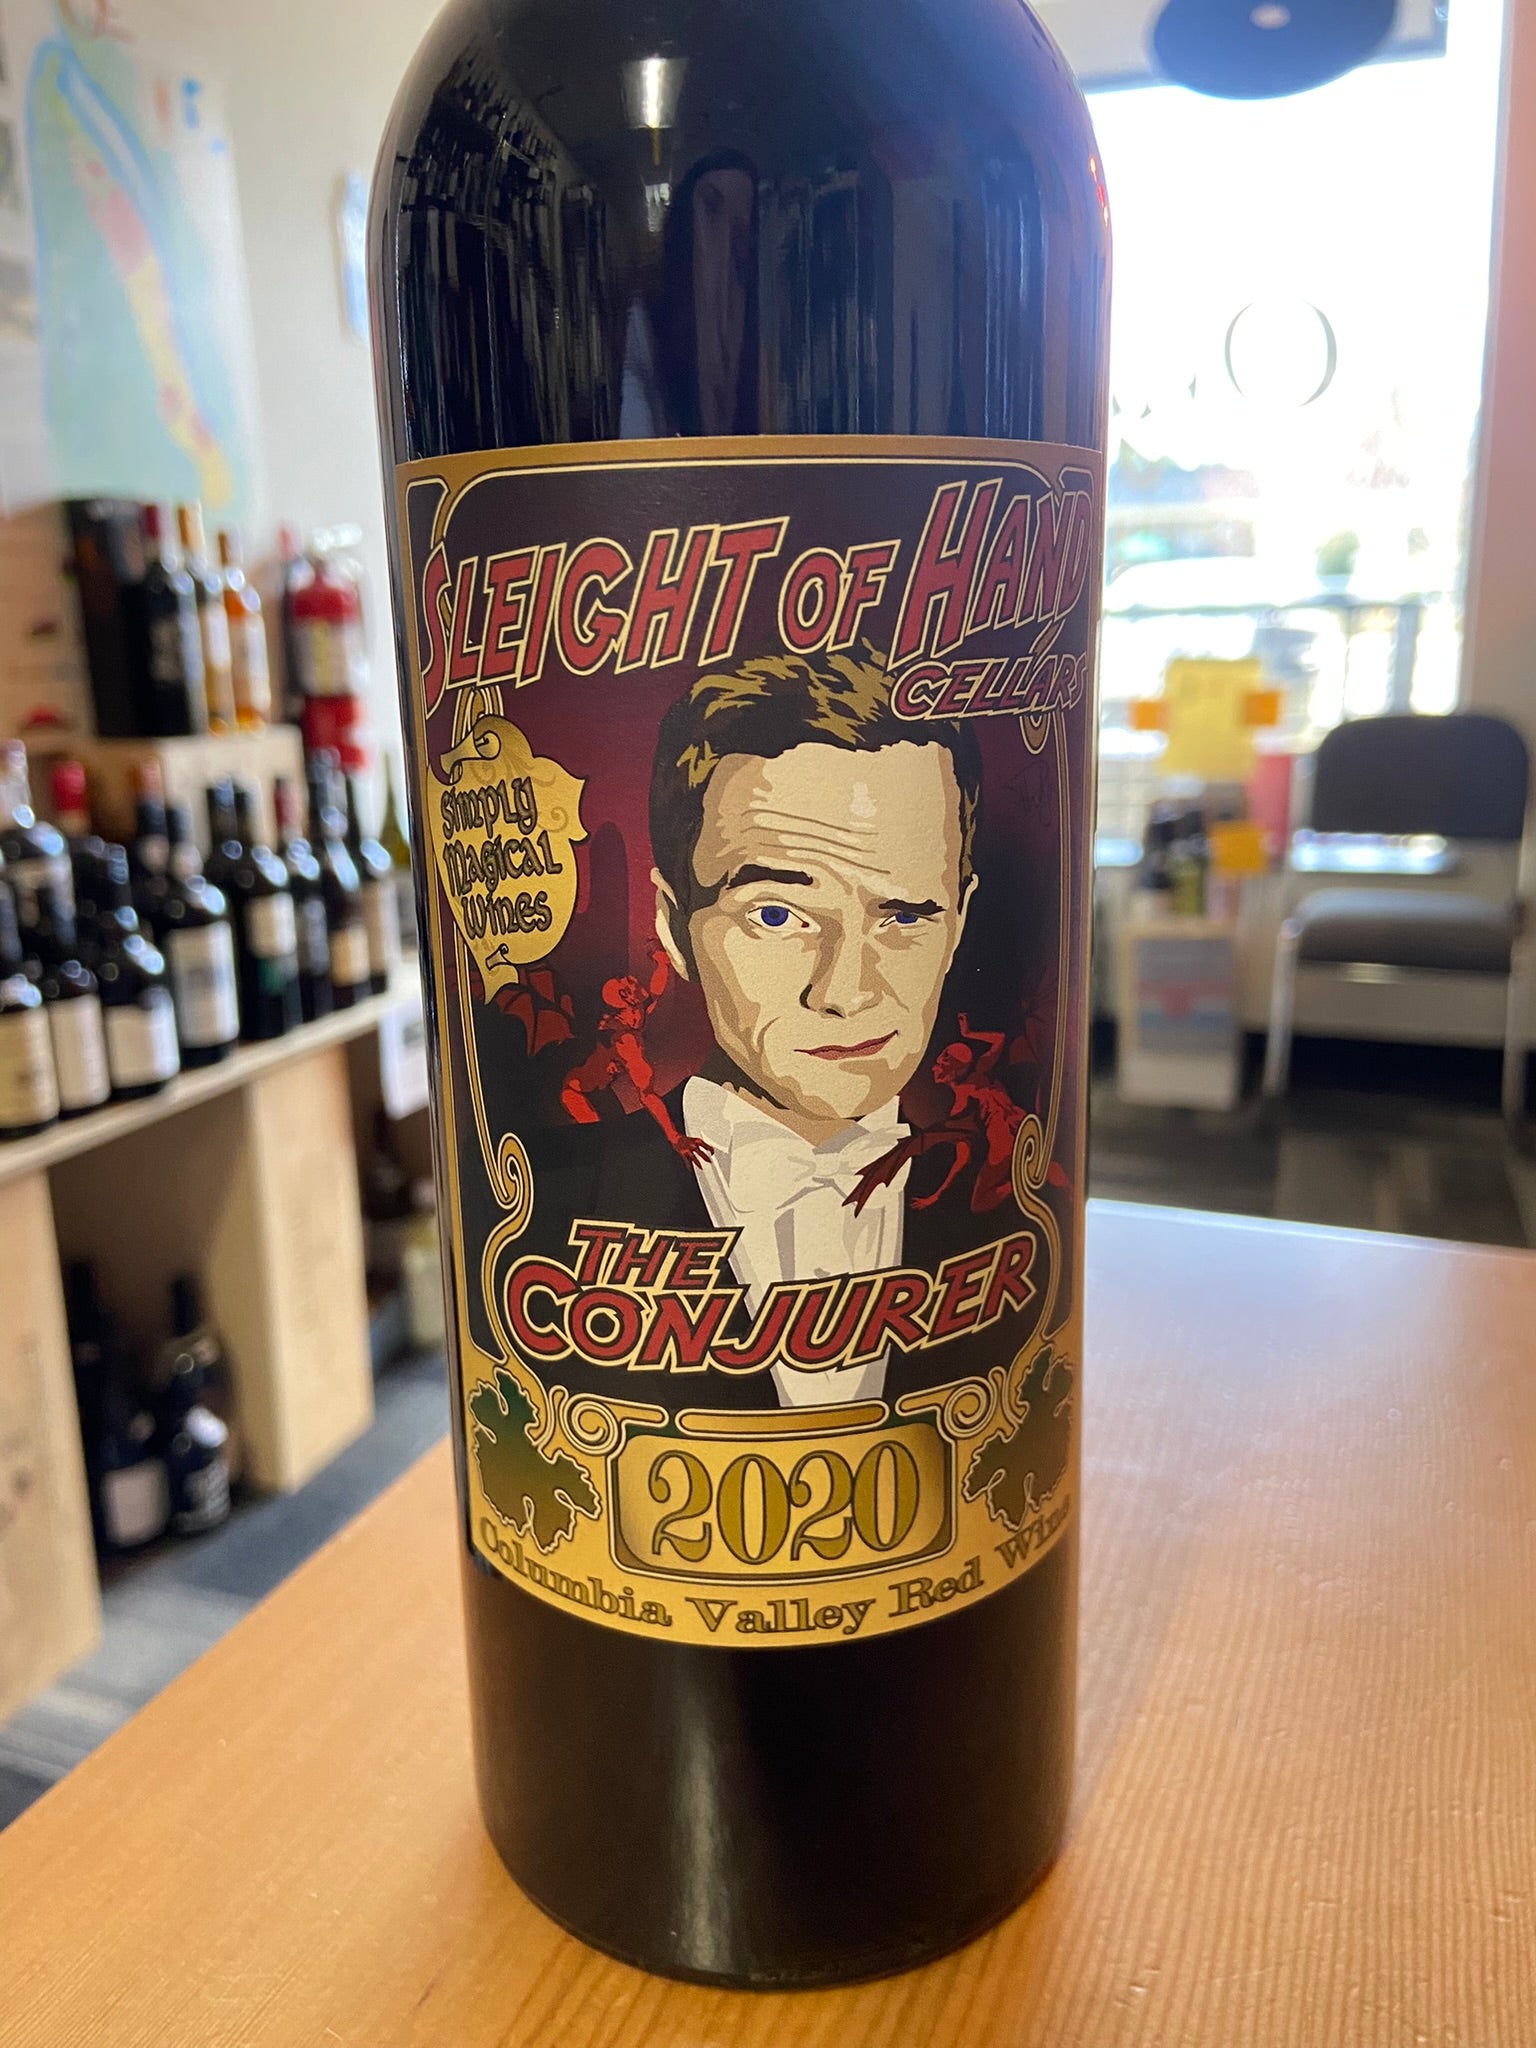 SLEIGHT OF HAND
CELLARS
Simply
Magical
Wines
THE
CONJURER
2020
Columbia Valley Red Wine